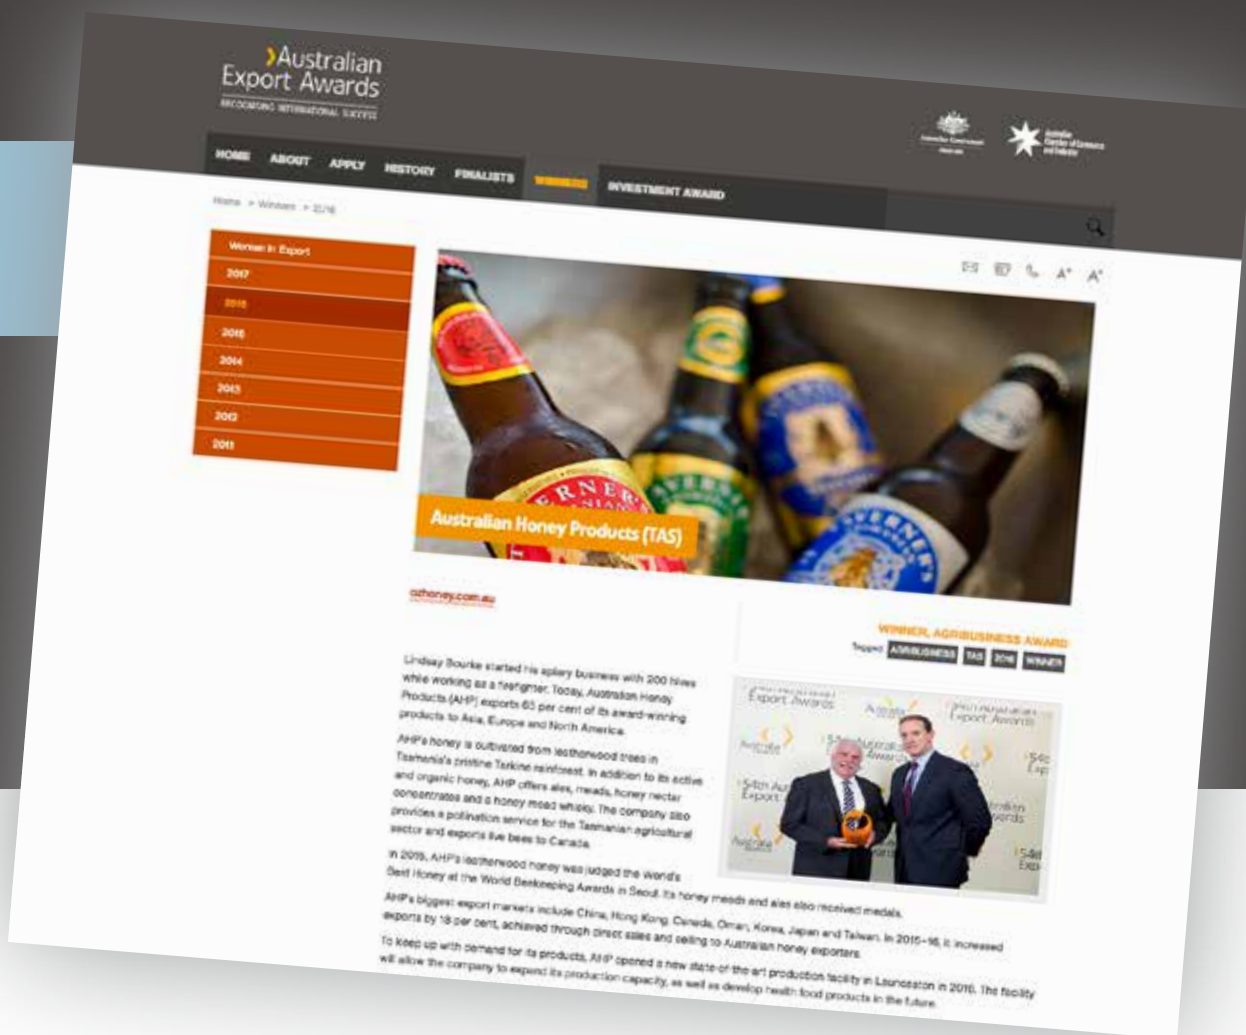 Australian
Export Awards
RECOGNISING INTERNATIONAL SUCCESS
Australian Government
Australian
Chamber of Commerce
and Industry
HOME ABOUT APPLY HISTORY FINALISTS WINNERS INVESTMENT AWARD
Home > Winners > 2016
Women in Export
2017
2016
2015
2014
2013
2012
2011
A+ A-
Australian Honey Products (TAS)
ozhoney.com.au
WINNER, AGRIBUSINESS AWARD
Tagged AGRIBUSINESS TAS 2016 WINNER
Lindsay Bourke started his apiary business with 200 hives
while working as a firefighter. Today, Australian Honey
Products (AHP) exports 65 per cent of its award-winning
products to Asia, Europe and North America.
AHP's honey is cultivated from leatherwood trees in
Tasmania's pristine Tarkine rainforest. In addition to its active
and organic honey, AHP offers ales, meads, honey nectar
concentrates and a honey mead whisky. The company also
provides a pollination service for the Tasmanian agricultural
sector and exports live bees to Canada.
In 2015, AHP's leatherwood honey was judged the World's
Best Honey at the World Beekeeping Awards in Seoul. Its honey meads and ales also received medals.
AHP's biggest export markets include China, Hong Kong, Canada, Oman, Korea, Japan and Taiwan. In 2015–16, it increased
exports by 18 per cent, achieved through direct sales and selling to Australian honey exporters.
To keep up with demand for its products, AHP opened a new state-of-the-art production facility in Launceston in 2016. The facility
will allow the company to expand its production capacity, as well as develop health food products in the future.